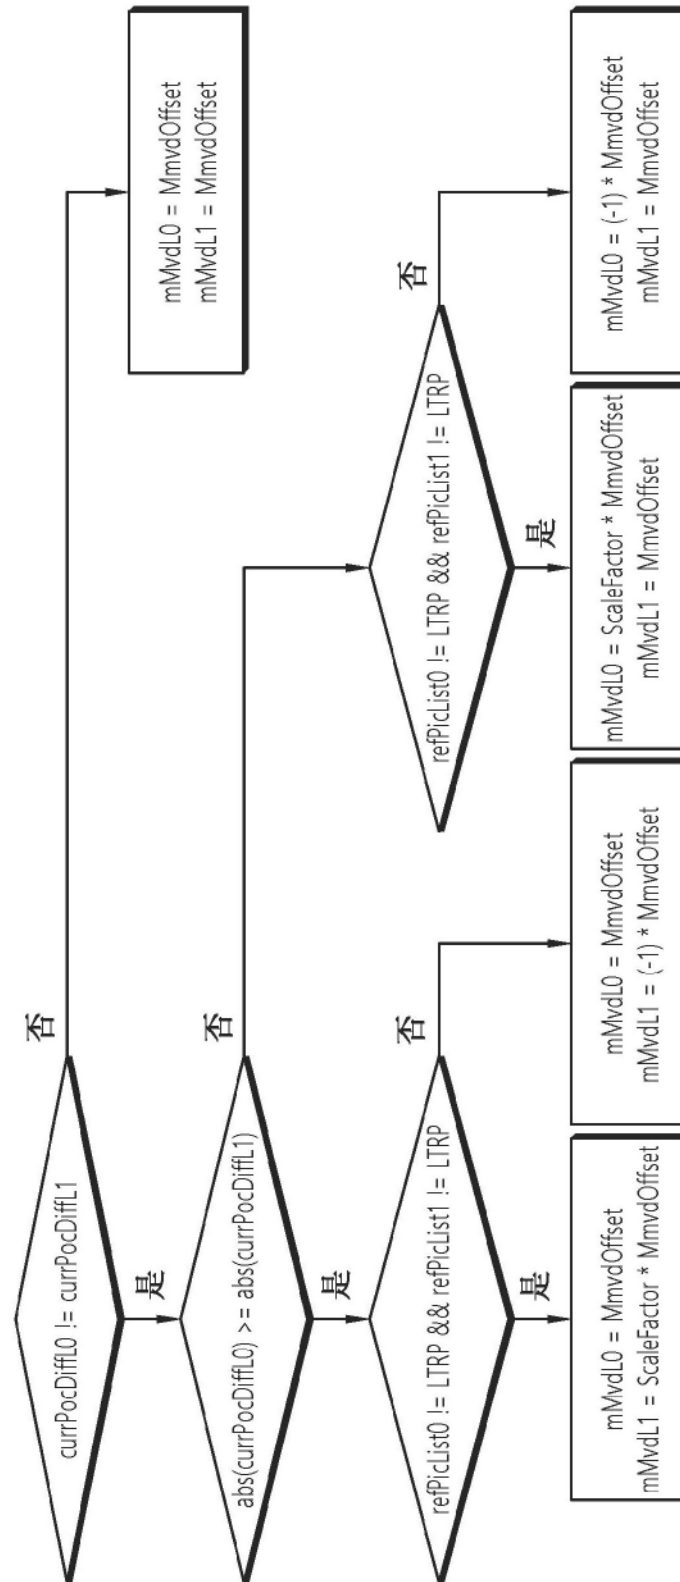 currPocDiffL0 != currPocDiffL1
否
是
mMvdL0 = MmvdOffset
mMvdL1 = MmvdOffset
abs(currPocDiffL0) >= abs(currPocDiffL1)
否
是
refPicList0 != LTRP && refPicList1 != LTRP
否
是
refPicList0 != LTRP && refPicList1 != LTRP
否
是
mMvdL0 = MmvdOffset
mMvdL1 = ScaleFactor * MmvdOffset
mMvdL0 = MmvdOffset
mMvdL1 = (-1) * MmvdOffset
mMvdL0 = ScaleFactor * MmvdOffset
mMvdL1 = MmvdOffset
mMvdL0 = (-1) * MmvdOffset
mMvdL1 = MmvdOffset